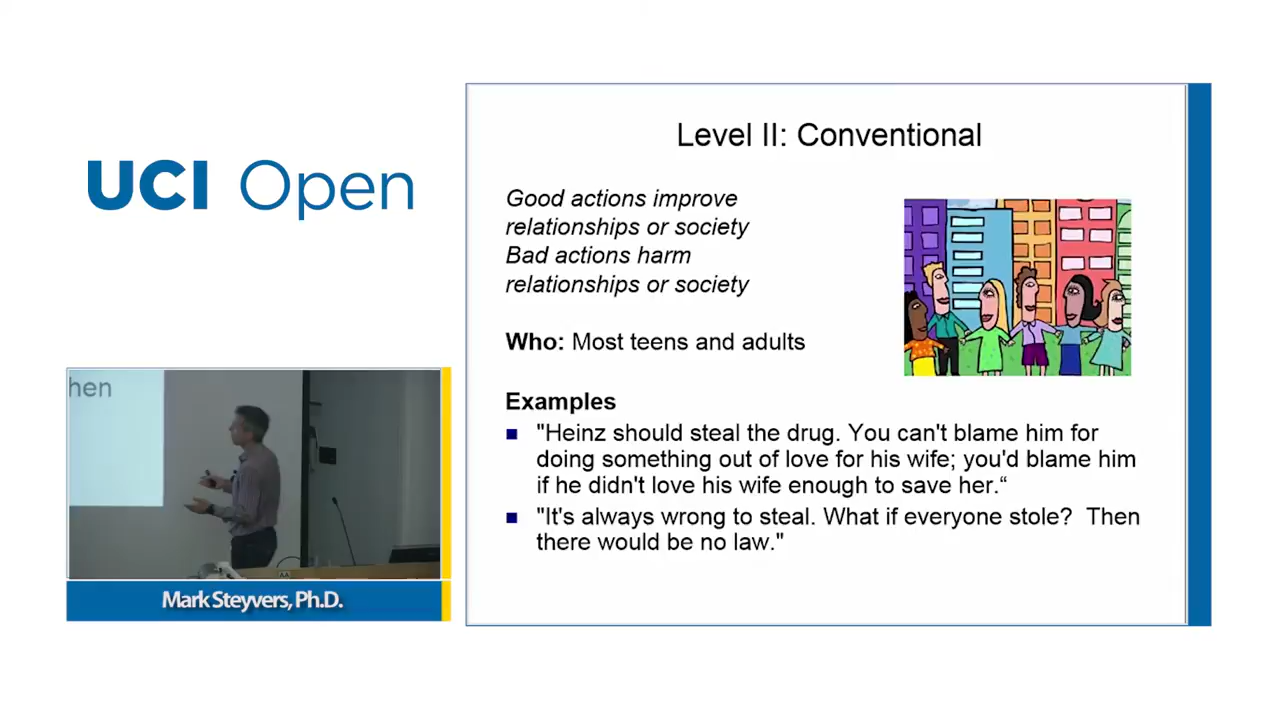 UCI Open
Level II: Conventional
Good actions improve
relationships or society
Bad actions harm
relationships or society
Who: Most teens and adults
Examples
"Heinz should steal the drug. You can't blame him for
doing something out of love for his wife; you'd blame him
if he didn't love his wife enough to save her.“
"It's always wrong to steal. What if everyone stole?  Then
there would be no law."
hen
Mark Steyvers, Ph.D.